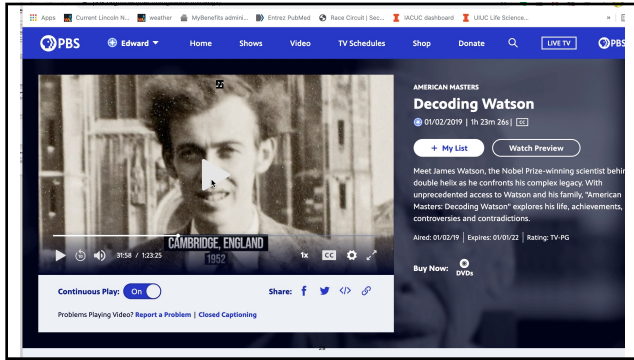 Apps Current Lincoln N... weather MyBenefits admini... Entrez PubMed Race Circuit | Sec... IACUC dashboard UIUC Life Science...
PBS Edward Home Shows Video TV Schedules Shop Donate LIVE TV PBS
AMERICAN MASTERS
Decoding Watson
01/02/2019 | 1h 23m 26s | CC
+ My List Watch Preview
Meet James Watson, the Nobel Prize-winning scientist behin
double helix as he confronts his complex legacy. With
unprecedented access to Watson and his family, "American
Masters: Decoding Watson" explores his life, achievements,
controversies and contradictions.
Aired: 01/02/19 | Expires: 01/01/22 | Rating: TV-PG
Buy Now: DVDs
CAMBRIDGE, ENGLAND
1952
10 31:58 / 1:23:25 1x CC
Continuous Play: On Share:
Problems Playing Video? Report a Problem | Closed Captioning